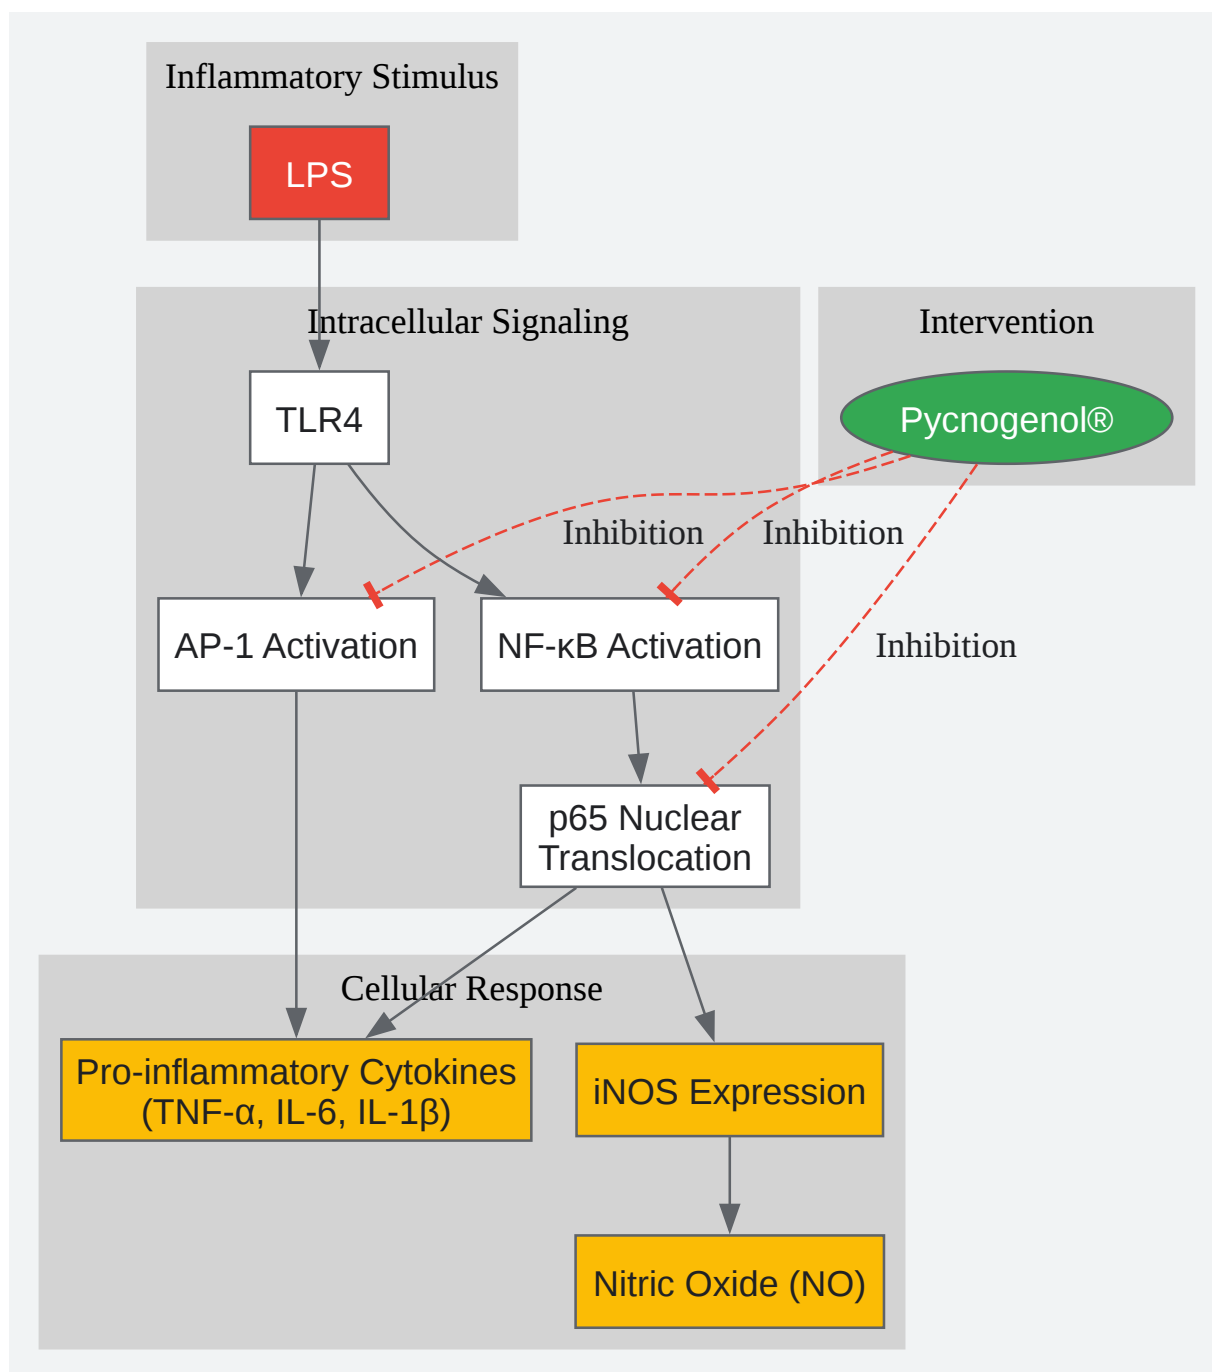 Inflammatory Stimulus
LPS
Intracellular Signaling
Intervention
TLR4
Pycnogenol®
Inhibition
Inhibition
AP-1 Activation
NF-κB Activation
Inhibition
p65 Nuclear
Translocation
Cellular Response
Pro-inflammatory Cytokines
(TNF-α, IL-6, IL-1β)
iNOS Expression
Nitric Oxide (NO)